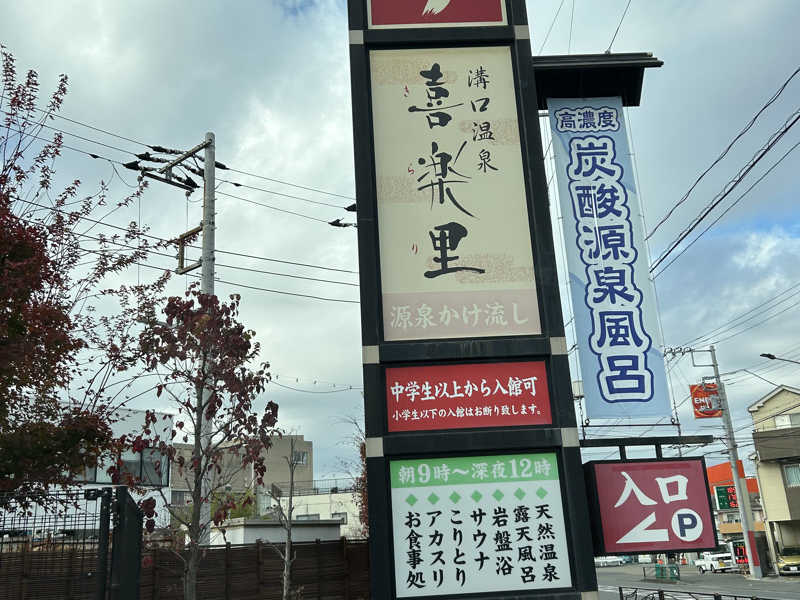 溝口温泉
喜楽里
きらり
源泉かけ流し
高濃度
炭酸源泉風呂
中学生以上から入館可
小学生以下の入館はお断り致します。
朝9時～深夜12時
天然温泉
露天風呂
岩盤浴
サウナ
こりとり
アカスリ
お食事処
入口
P
ENEOS